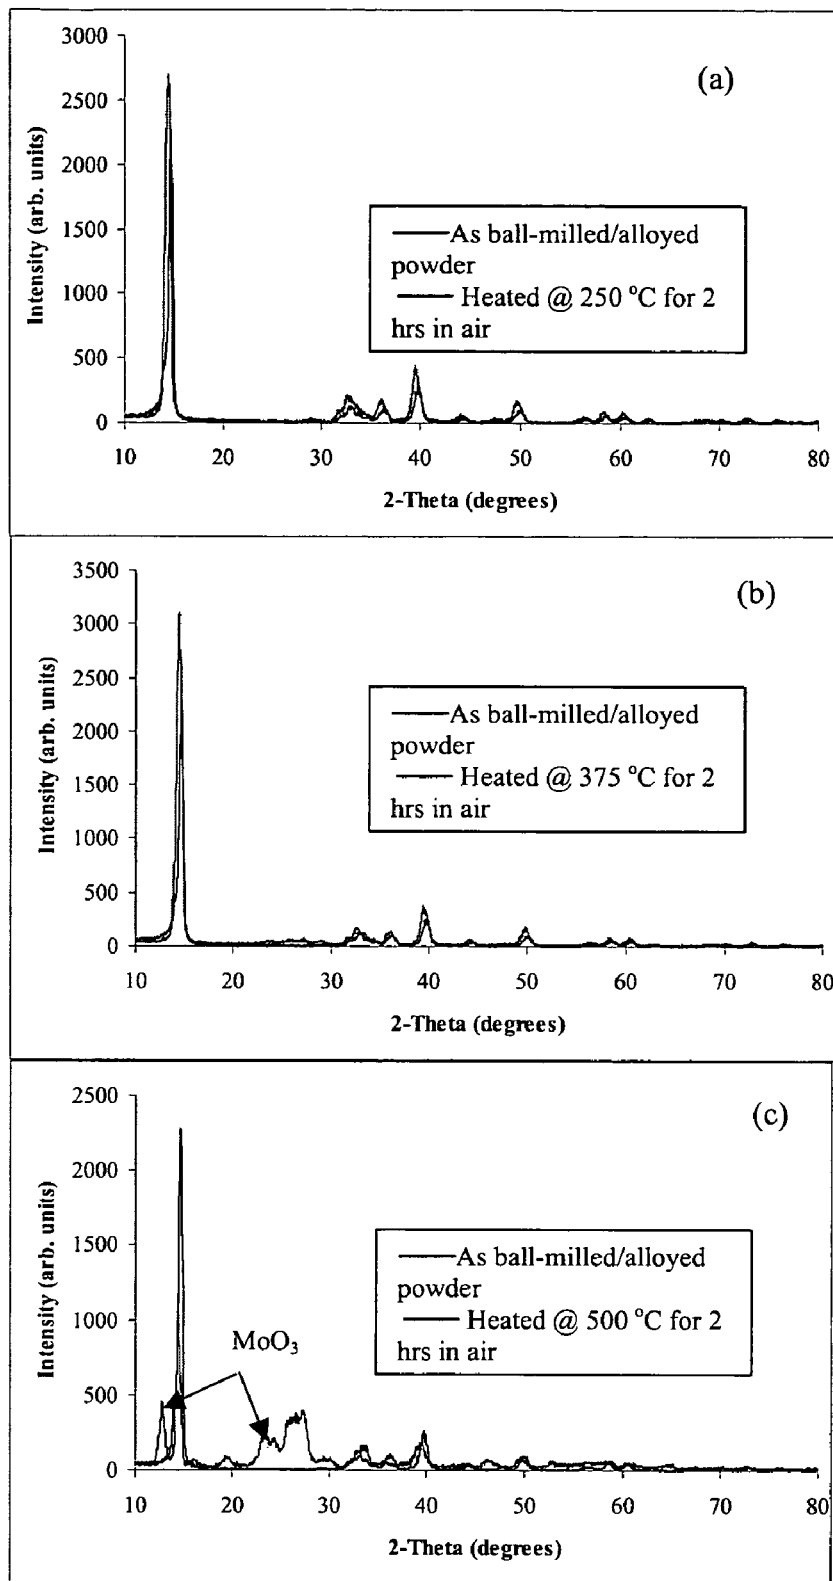 (a)
3000
2500
2000
1500
1000
500
0
Intensity (arb. units)
——As ball-milled/alloyed
powder
—— Heated @ 250 °C for 2
hrs in air
10 20 30 40 50 60 70 80
2-Theta (degrees)
(b)
3500
3000
2500
2000
1500
1000
500
0
Intensity (arb. units)
——As ball-milled/alloyed
powder
—— Heated @ 375 °C for 2
hrs in air
10 20 30 40 50 60 70 80
2-Theta (degrees)
(c)
2500
2000
1500
1000
500
0
Intensity (arb. units)
——As ball-milled/alloyed
powder
—— Heated @ 500 °C for 2
hrs in air
MoO₃
10 20 30 40 50 60 70 80
2-Theta (degrees)